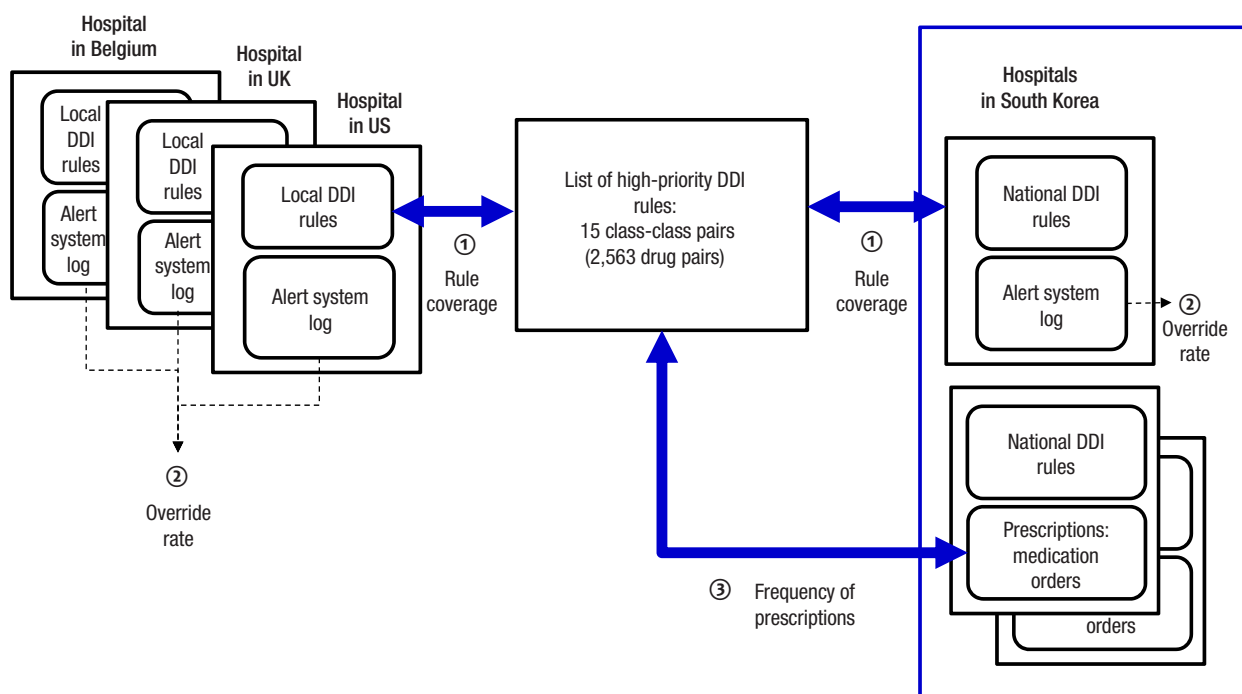 Hospital
in Belgium
Local
DDI
rules
Alert
system
log
Hospital
in UK
Local
DDI
rules
Alert
system
log
Hospital
in US
Local DDI
rules
Alert system
log
①
Rule
coverage
②
Override
rate
List of high-priority DDI
rules:
15 class-class pairs
(2,563 drug pairs)
①
Rule
coverage
③ Frequency of
prescriptions
Hospitals
in South Korea
National DDI
rules
Alert system
log
②
Override
rate
National DDI
rules
Prescriptions:
medication
orders
orders